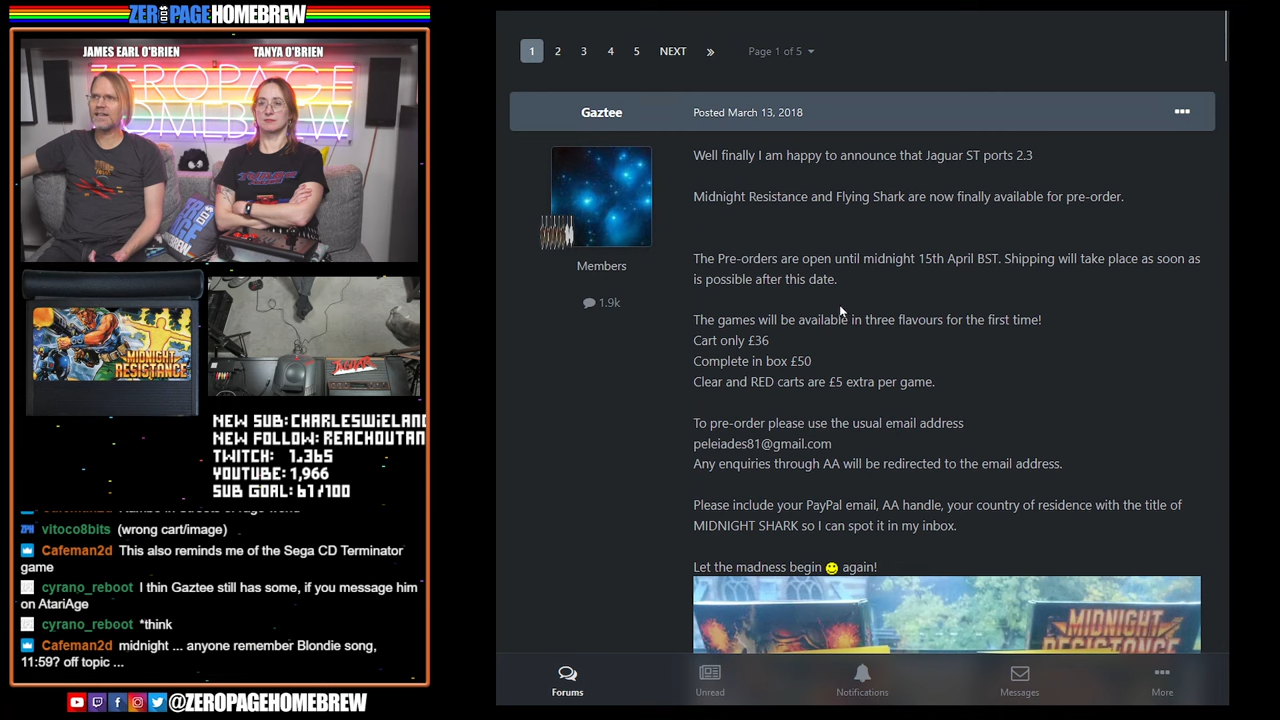 ZEROPAGE HOMEBREW
JAMES EARL O'BRIEN
TANYA O'BRIEN
ZEROPAGE
HOMEBREW
MIDNIGHT
RESISTANCE
JAGUAR
NEW SUB:CHARLESWIELAN
NEW FOLLOW: REACHOUTAN
TWITCH: 1,365
YOUTUBE: 1,966
SUB GOAL: 67/100
vitoco8bits (wrong cart/image)
Cafeman2d This also reminds me of the Sega CD Terminator
game
cyrano_reboot I thin Gaztee still has some, if you message him
on AtariAge
cyrano_reboot *think
Cafeman2d midnight ... anyone remember Blondie song,
11:59? off topic ...
@ZEROPAGEHOMEBREW
1 2 3 4 5 NEXT » Page 1 of 5
Gaztee
Posted March 13, 2018
Members
1.9k
Well finally I am happy to announce that Jaguar ST ports 2.3
Midnight Resistance and Flying Shark are now finally available for pre-order.
The Pre-orders are open until midnight 15th April BST. Shipping will take place as soon as
is possible after this date.
The games will be available in three flavours for the first time!
Cart only £36
Complete in box £50
Clear and RED carts are £5 extra per game.
To pre-order please use the usual email address
peleiades81@gmail.com
Any enquiries through AA will be redirected to the email address.
Please include your PayPal email, AA handle, your country of residence with the title of
MIDNIGHT SHARK so I can spot it in my inbox.
Let the madness begin again!
MIDNIGHT
RESISTANCE
Forums
Unread
Notifications
Messages
More